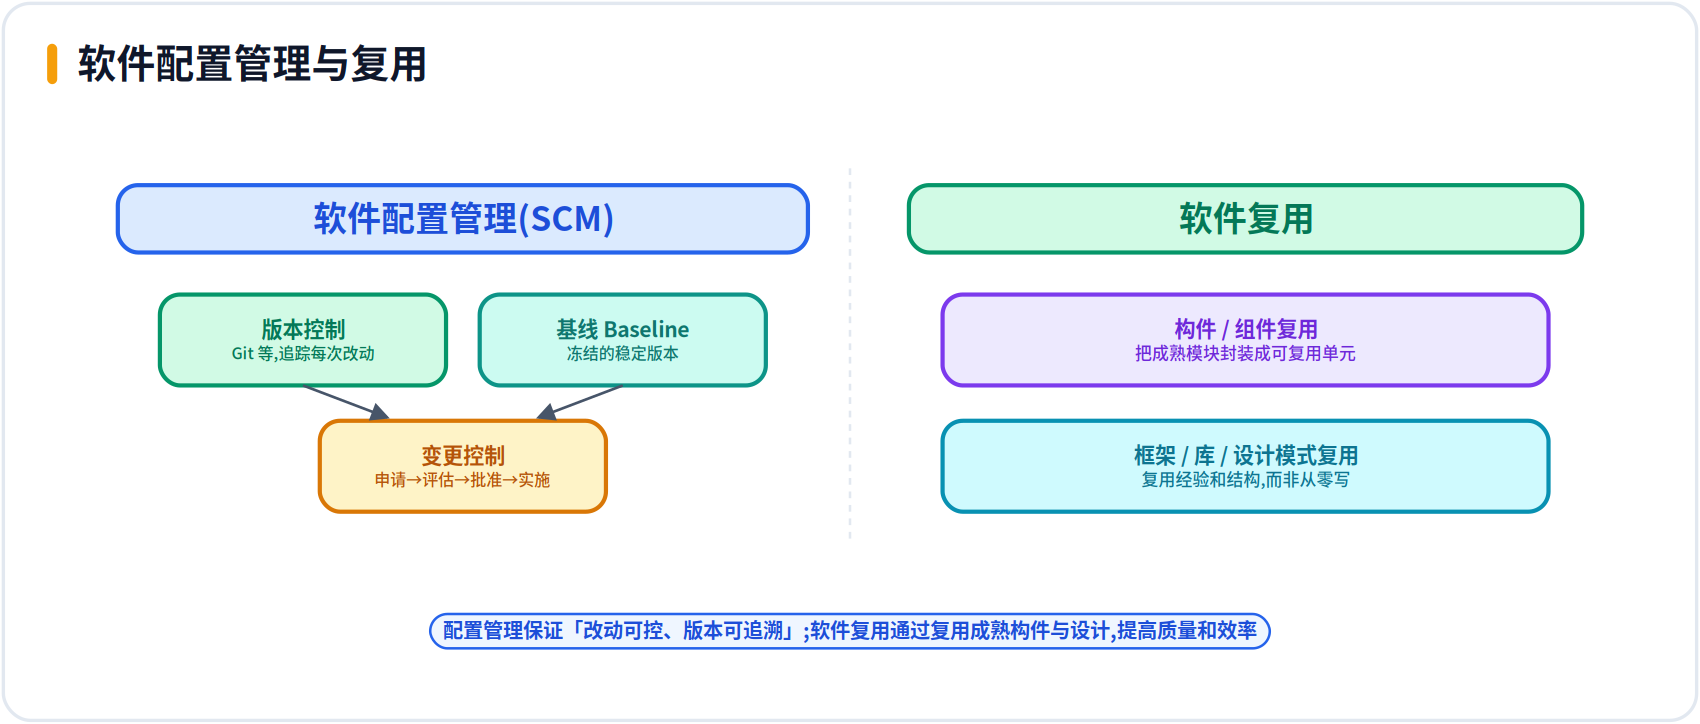 软件配置管理与复用
软件配置管理(SCM)
版本控制
Git 等,追踪每次改动
基线 Baseline
冻结的稳定版本
变更控制
申请→评估→批准→实施
软件复用
构件 / 组件复用
把成熟模块封装成可复用单元
框架 / 库 / 设计模式复用
复用经验和结构,而非从零写
配置管理保证「改动可控、版本可追溯」;软件复用通过复用成熟构件与设计,提高质量和效率